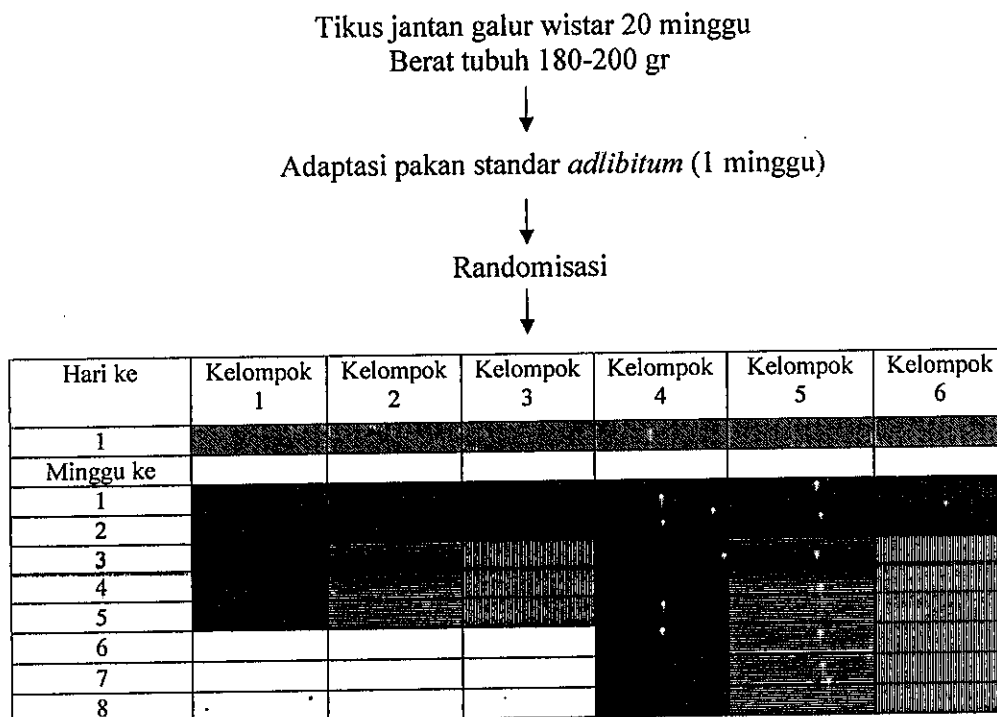 Tikus jantan galur wistar 20 minggu
Berat tubuh 180-200 gr
Adaptasi pakan standar adlibitum (1 minggu)
Randomisasi
Hari ke Kelompok 1 Kelompok 2 Kelompok 3 Kelompok 4 Kelompok 5 Kelompok 6
1
Minggu ke
1
2
3
4
5
6
7
8